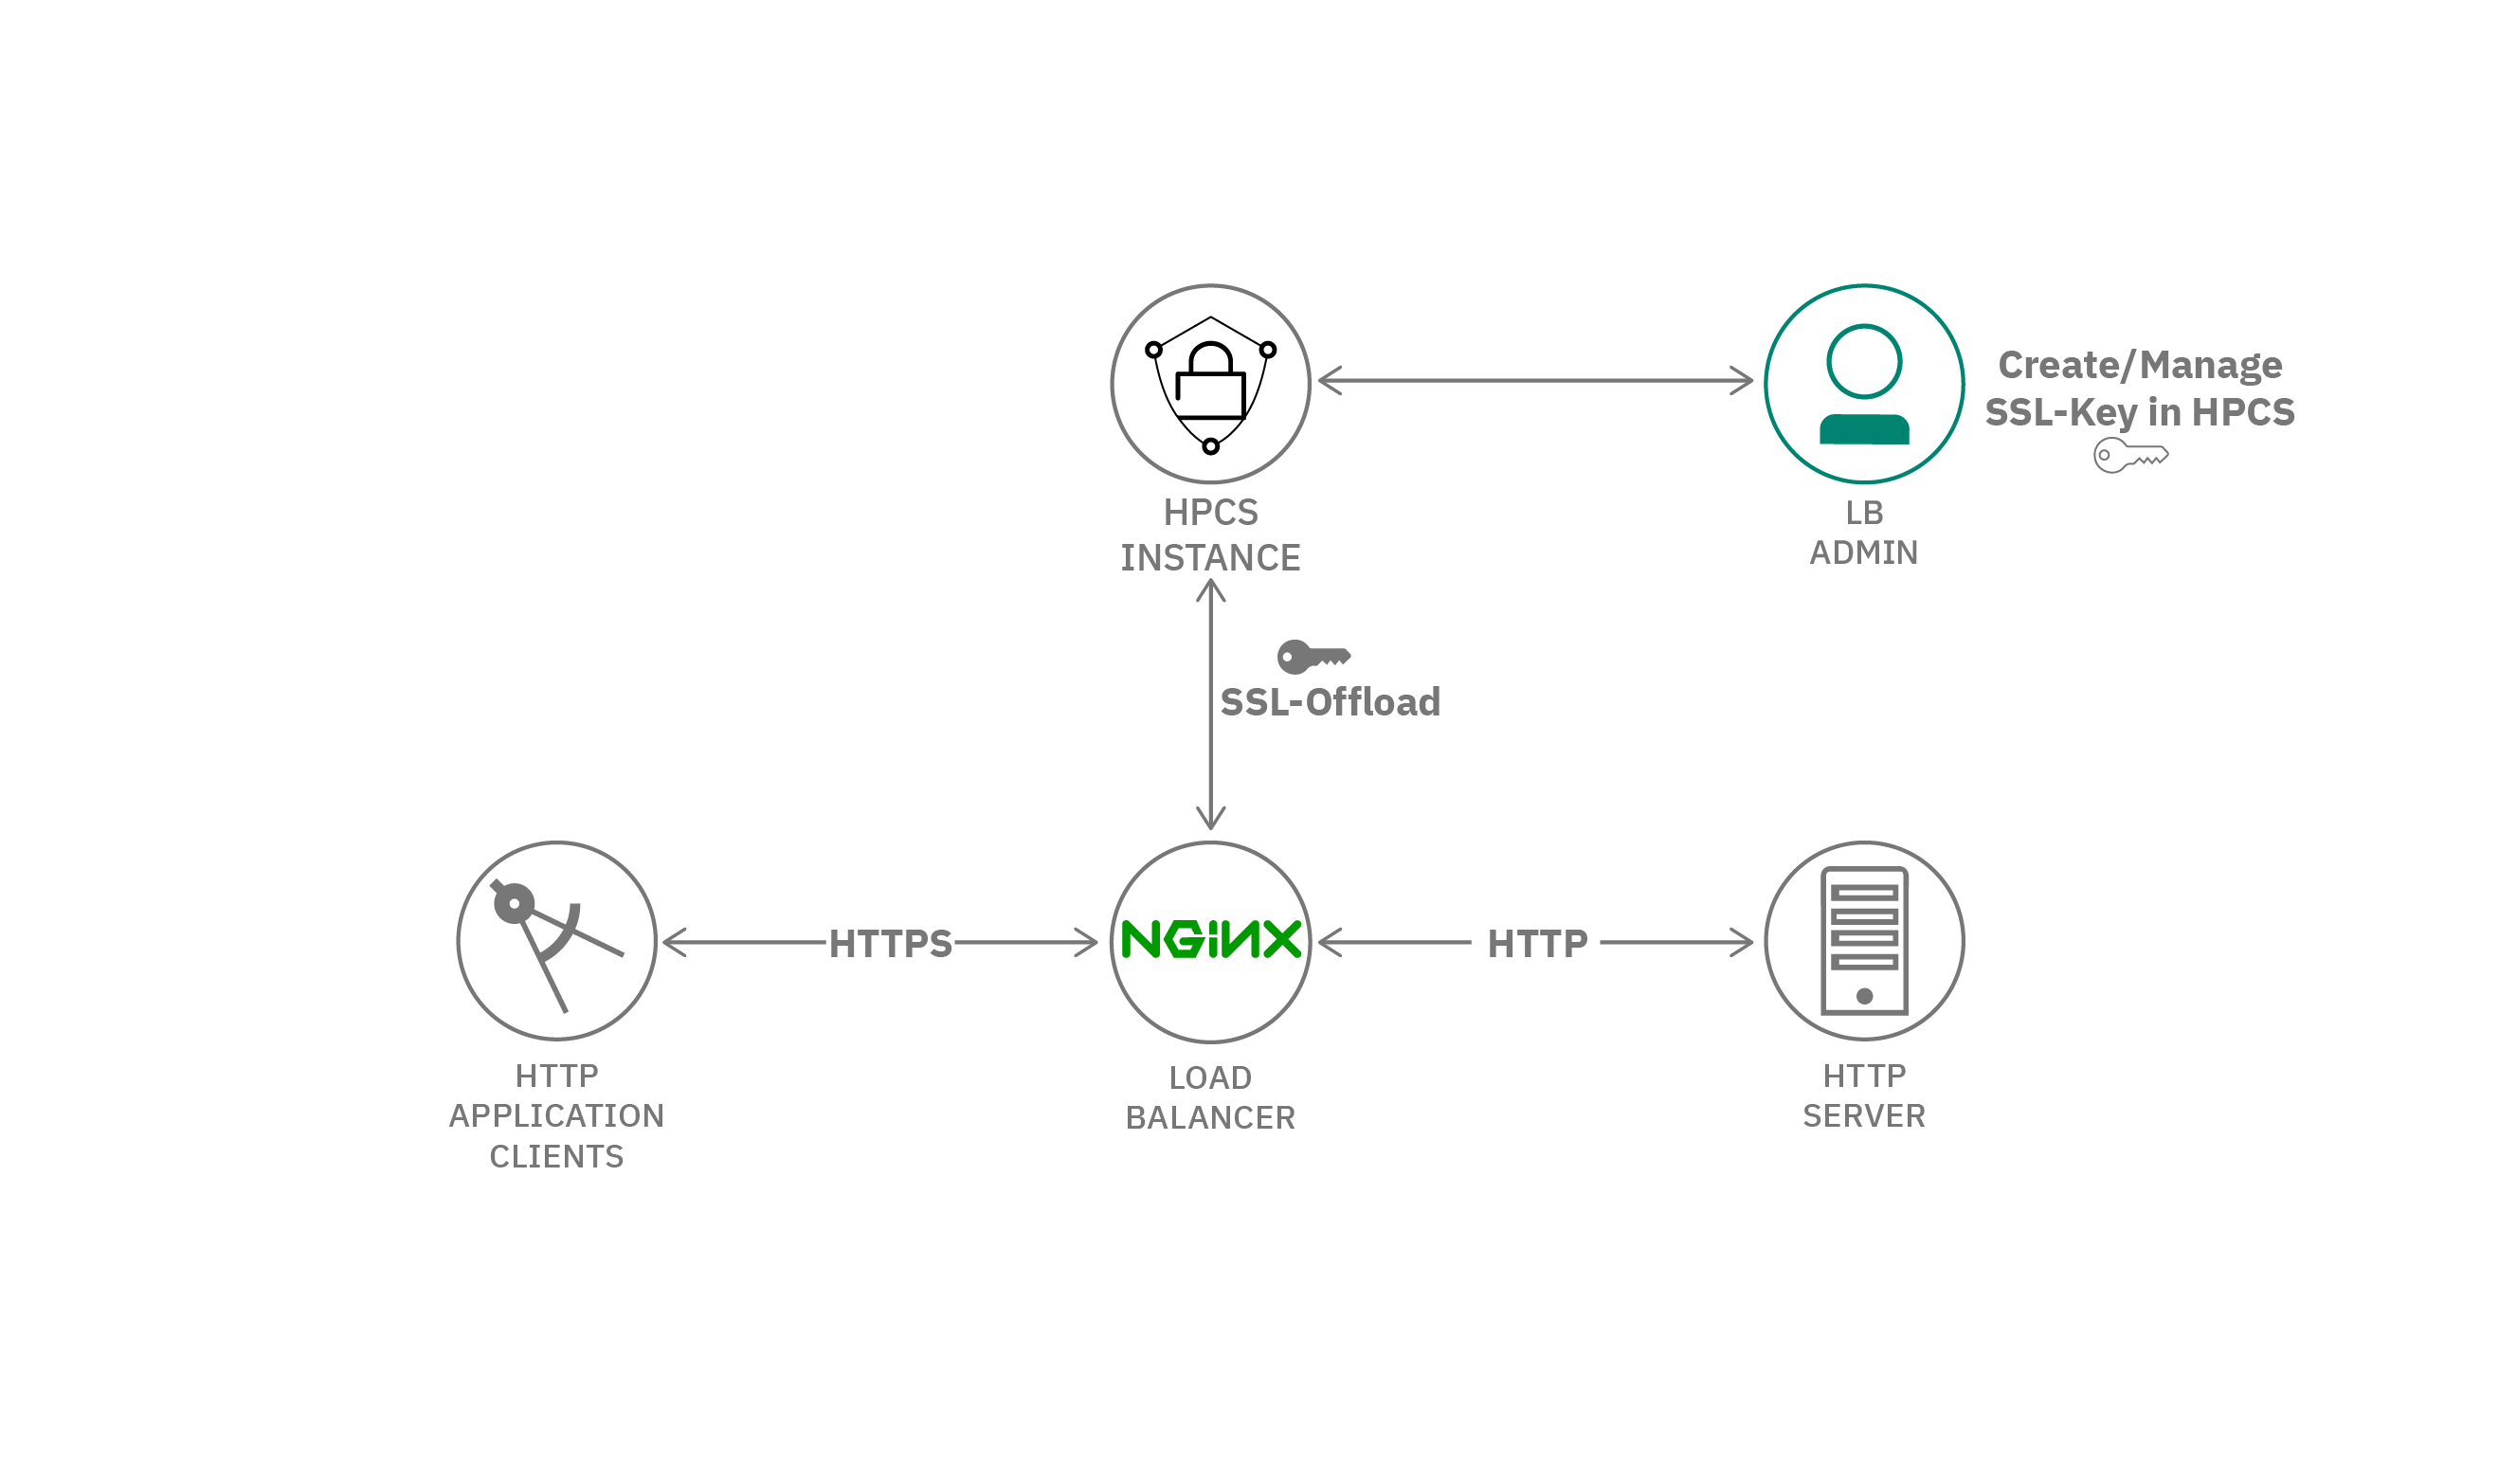 Create/Manage
SSL-Key in HPCS
HPCS
INSTANCE
LB
ADMIN
SSL-Offload
HTTPS
NGINX
HTTP
HTTP
APPLICATION
CLIENTS
LOAD
BALANCER
HTTP
SERVER